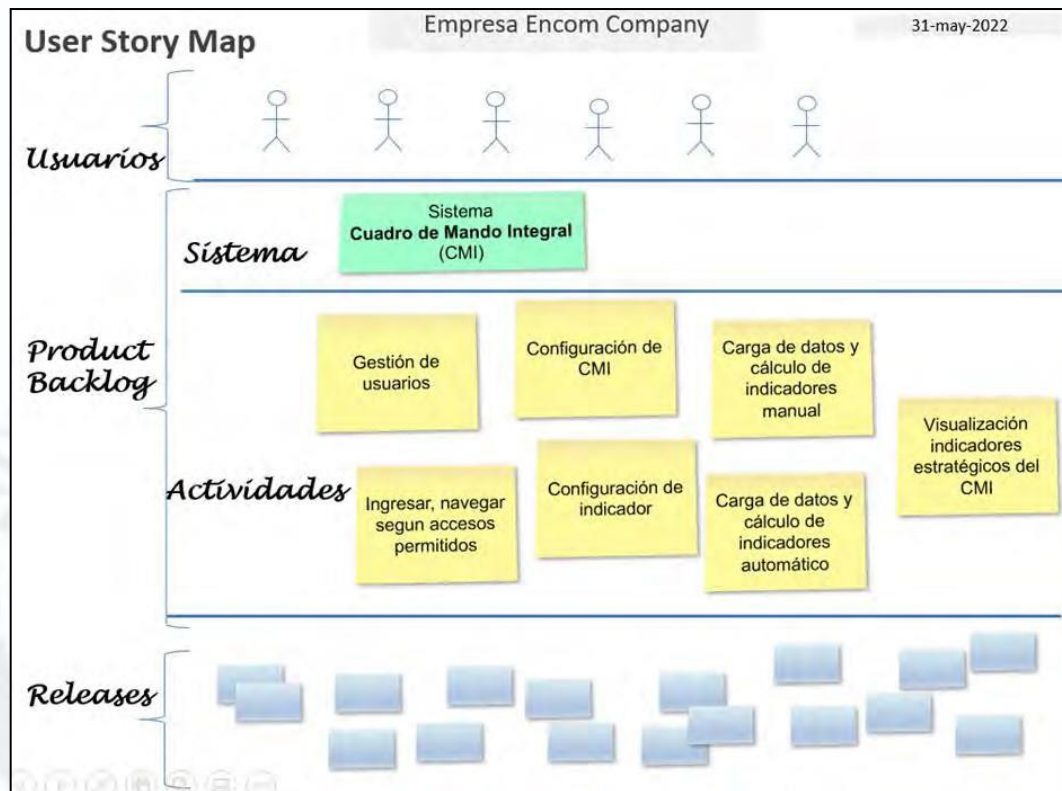 User Story Map
Empresa Encom Company
31-may-2022
Usuarios
Sistema
Sistema
Cuadro de Mando Integral
(CMI)
Product
Backlog
Actividades
Gestión de
usuarios
Configuración de
CMI
Carga de datos y
cálculo de
indicadores
manual
Visualización
indicadores
estratégicos del
CMI
Ingresar, navegar
segun accesos
permitidos
Configuración de
indicador
Carga de datos y
cálculo de
indicadores
automático
Releases